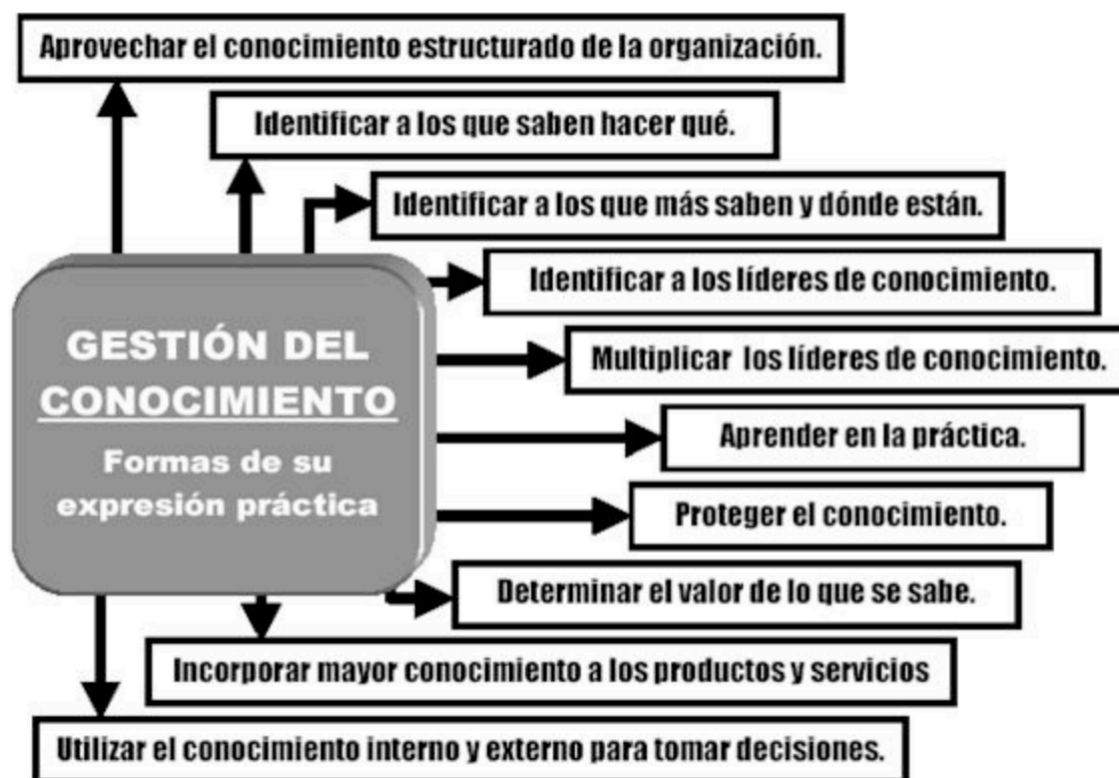 Aprovechar el conocimiento estructurado de la organización.
Identificar a los que saben hacer qué.
Identificar a los que más saben y dónde están.
Identificar a los líderes de conocimiento.
GESTIÓN DEL
CONOCIMIENTO
Formas de su
expresión práctica
Multiplicar los líderes de conocimiento.
Aprender en la práctica.
Proteger el conocimiento.
Determinar el valor de lo que se sabe.
Incorporar mayor conocimiento a los productos y servicios
Utilizar el conocimiento interno y externo para tomar decisiones.